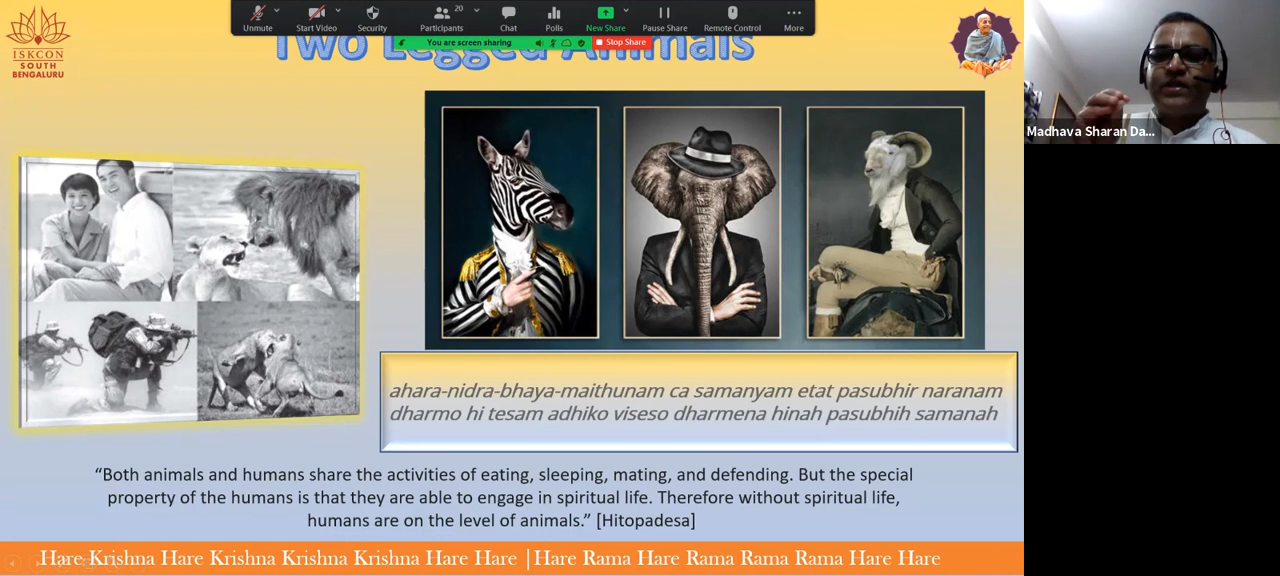 Unmute
Start Video
Security
Participants
20
Chat
Polls
New Share
Pause Share
Remote Control
More
You are screen sharing
Stop Share
Two Legged Animals
ISKCON
SOUTH
BENGALURU
Madhava Sharan Da...
ahara-nidra-bhaya-maithunam ca samanyam etat pasubhir naranam
dharmo hi tesam adhiko viseso dharmena hinah pasubhih samanah
“Both animals and humans share the activities of eating, sleeping, mating, and defending. But the special
property of the humans is that they are able to engage in spiritual life. Therefore without spiritual life,
humans are on the level of animals.” [Hitopadesa]
Hare Krishna Hare Krishna Krishna Krishna Hare Hare |Hare Rama Hare Rama Rama Rama Hare Hare